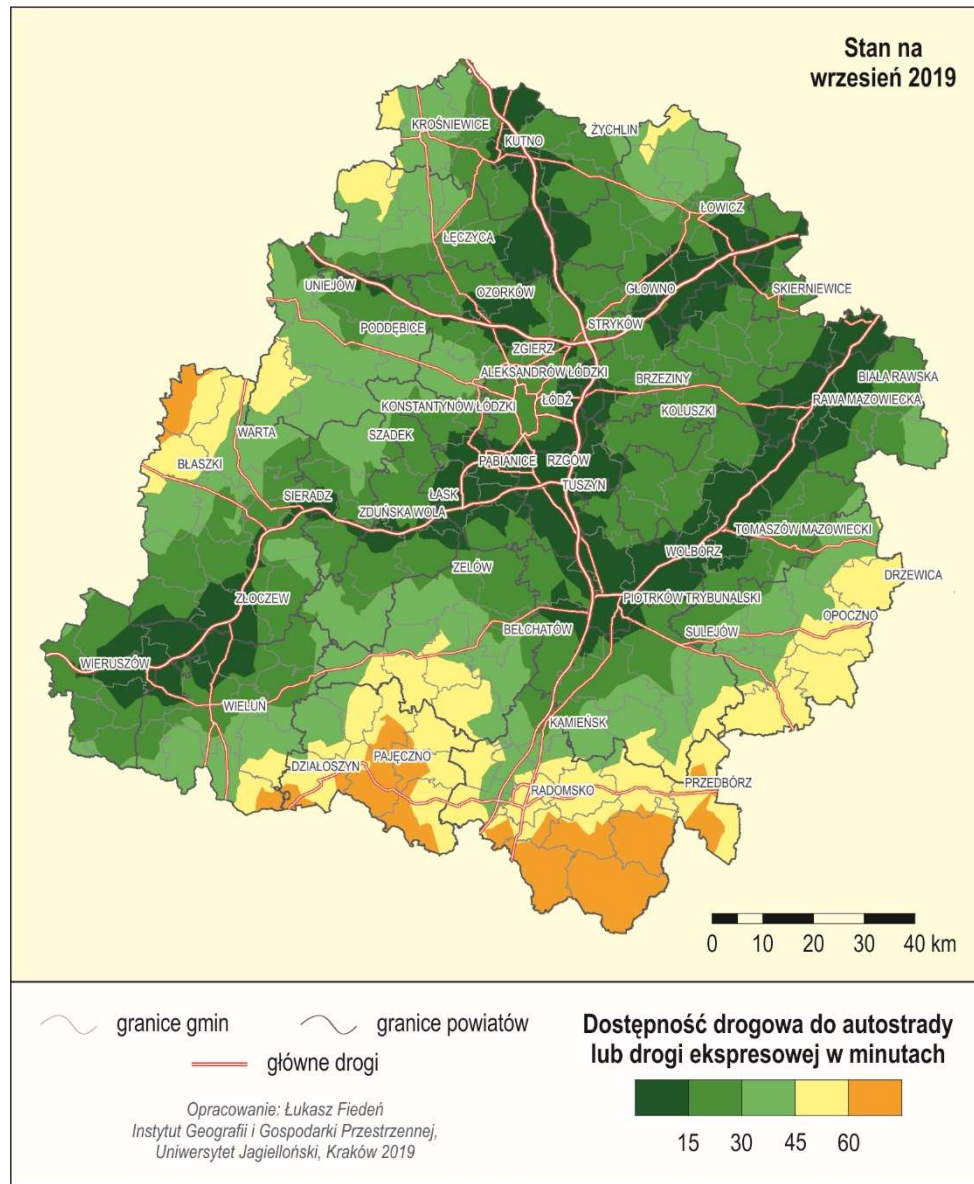 Stan na
wrzesień 2019
KROŚNIEWICE
KUTNO
ŻYCHLIN
ŁOWICZ
ŁĘCZYCA
UNIEJÓW
OZORKÓW
GŁOWNO
SKIERNIEWICE
STRYKÓW
PODDĘBICE
ZGIERZ
ALEKSANDRÓW ŁÓDZKI
BRZEZINY
BIAŁA RAWSKA
RAWA MAZOWIECKA
KONSTANTYNÓW ŁÓDZKI
ŁÓDŹ
KOLUSZKI
WARTA
SZADEK
BŁASZKI
PABIANICE
RZGÓW
ŁASK
TUSZYN
SIERADZ
ZDUŃSKA WOLA
TOMASZÓW MAZOWIECKI
WOLBÓRZ
ZELÓW
DRZEWICA
ZŁOCZEW
PIOTRKÓW TRYBUNALSKI
OPOCZNO
BEŁCHATÓW
SULEJÓW
WIERUSZÓW
WIELUŃ
KAMIEŃSK
PAJĘCZNO
DZIAŁOSZYN
PRZEDBÓRZ
RADOMSKO
0 10 20 30 40 km
granice gmin granice powiatów
główne drogi
Opracowanie: Łukasz Fiedeń
Instytut Geografii i Gospodarki Przestrzennej,
Uniwersytet Jagielloński, Kraków 2019
Dostępność drogowa do autostrady
lub drogi ekspresowej w minutach
15 30 45 60